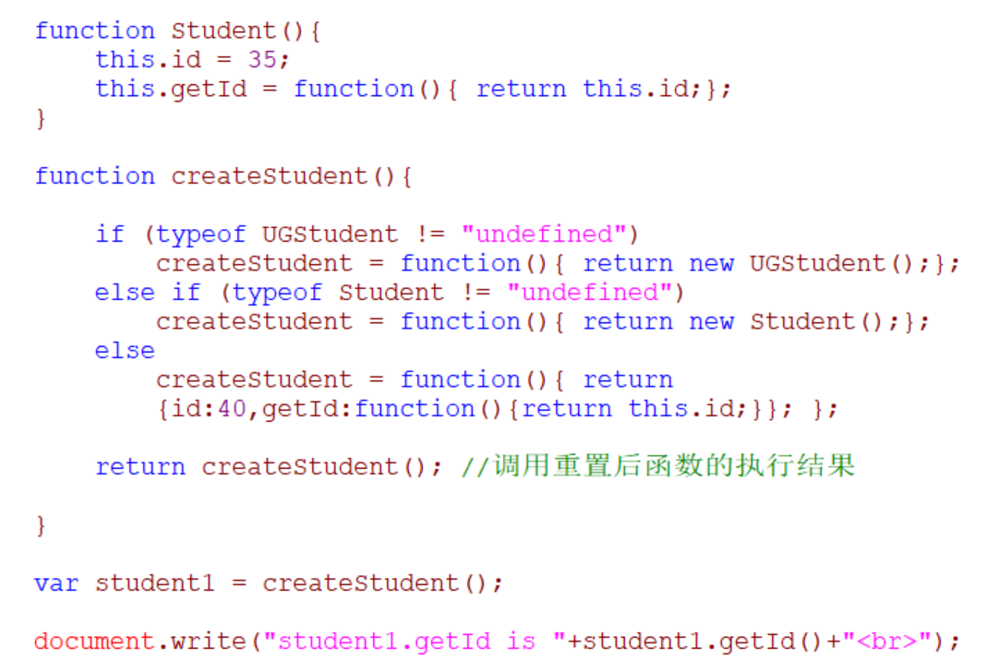 function Student(){
    this.id = 35;
    this.getId = function(){ return this.id;};
}
function createStudent(){
    if (typeof UGStudent != "undefined")
        createStudent = function(){ return new UGStudent();};
    else if (typeof Student != "undefined")
        createStudent = function(){ return new Student();};
    else
        createStudent = function(){ return
        {id:40,getId:function(){return this.id;}}; };
    return createStudent(); //调用重置后函数的执行结果
}
var student1 = createStudent();
document.write("student1.getId is "+student1.getId()+"<br>");